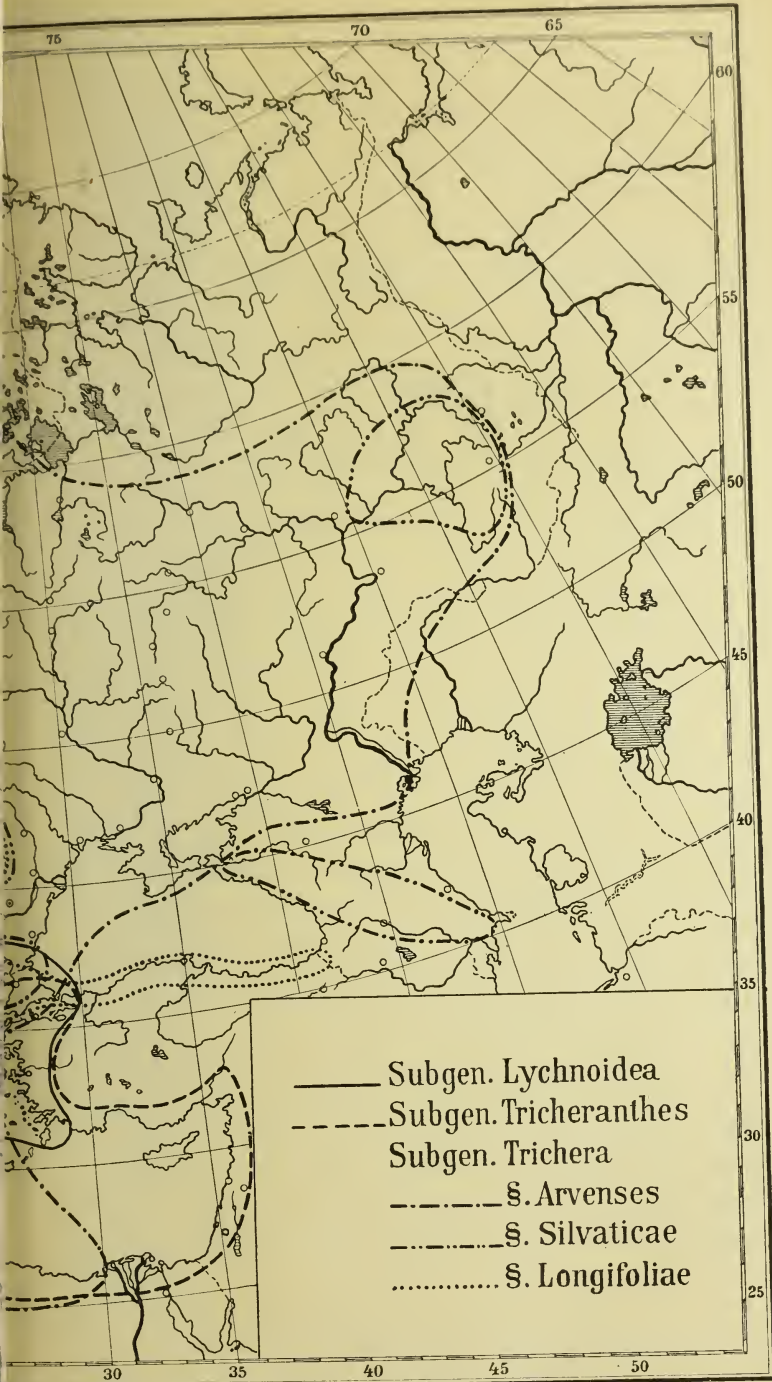 75
70
65
60
55
50
45
40
35
Subgen. Lychnoidea
Subgen. Tricheranthes
Subgen. Trichera
§. Arvenses
§. Silvaticae
§. Longifoliae
30
25
30
35
40
45
50